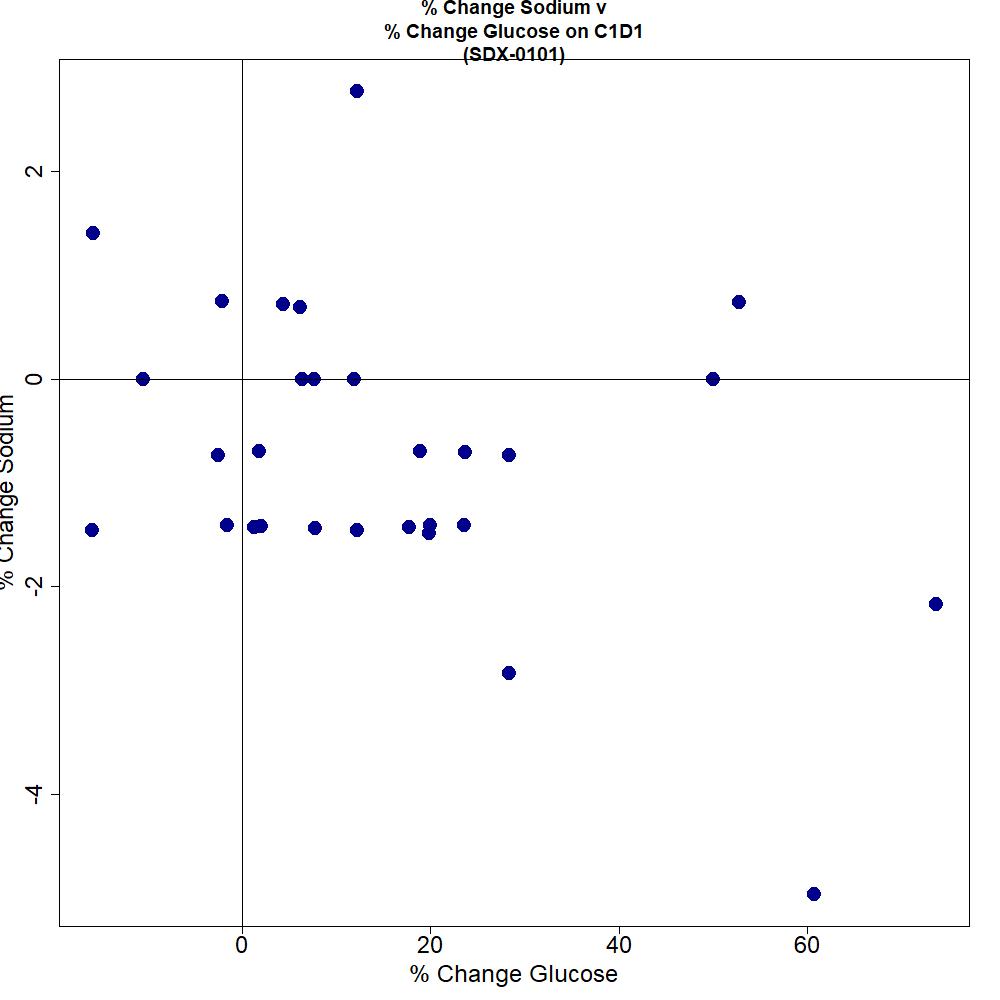 % Change Sodium v
% Change Glucose on C1D1
(SDX-0101)
% Change Sodium
2
0
-2
-4
0
20
40
60
% Change Glucose